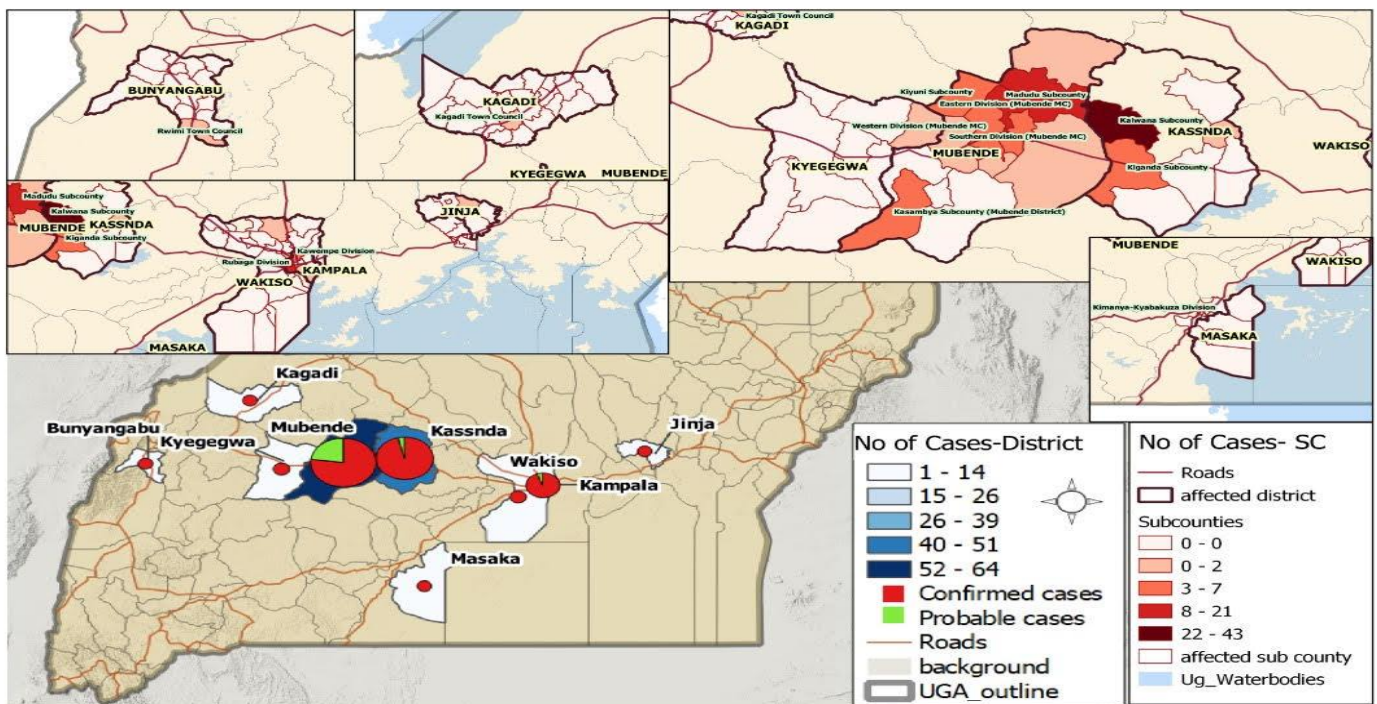 BUNYANGABU
Rwimi Town Council
KAGADI
Kagadi Town Council
KYEGEGWA
MUBENDE
Kagadi Town Council
KAGADI
Kiyuni Subcounty
Madudu Subcounty
Eastern Division (Mubende MC)
Kalwana Subcounty
Western Division (Mubende MC)
Southern Division (Mubende MC)
KASSNDA
MUBENDE
WAKISO
KYEGEGWA
Kiganda Subcounty
Kasambya Subcounty (Mubende District)
Madudu Subcounty
Kalwana Subcounty
KASSNDA
MUBENDE
Kiganda Subcounty
JINJA
Kawempe Division
Rubaga Division
KAMPALA
WAKISO
MASAKA
MUBENDE
WAKISO
Kimanya-Kyabakuza Division
MASAKA
Kagadi
Bunyangabu
Kyegegwa
Mubende
Kassnda
Jinja
Wakiso
Kampala
Masaka
No of Cases-District
1 - 14
15 - 26
26 - 39
40 - 51
52 - 64
Confirmed cases
Probable cases
Roads
background
UGA_outline
No of Cases- SC
Roads
affected district
Subcounties
0 - 0
0 - 2
3 - 7
8 - 21
22 - 43
affected sub county
Ug_Waterbodies